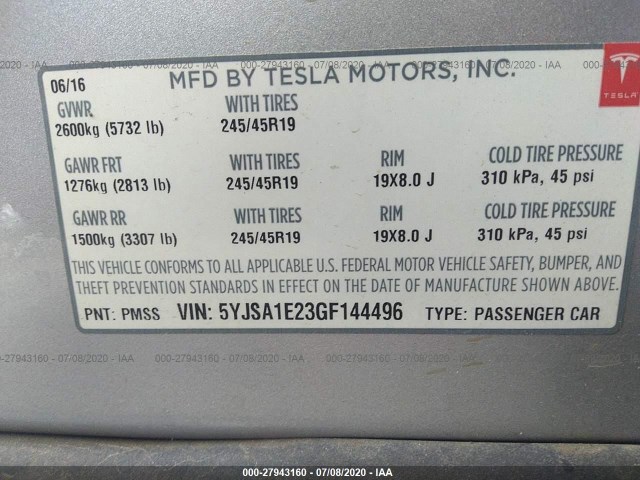 06/16 MFD BY TESLA MOTORS, INC.
TESLA
GVWR WITH TIRES
2600kg (5732 lb) 245/45R19
GAWR FRT WITH TIRES RIM COLD TIRE PRESSURE
1276kg (2813 lb) 245/45R19 19X8.0 J 310 kPa, 45 psi
GAWR RR WITH TIRES RIM COLD TIRE PRESSURE
1500kg (3307 lb) 245/45R19 19X8.0 J 310 kPa, 45 psi
THIS VEHICLE CONFORMS TO ALL APPLICABLE U.S. FEDERAL MOTOR VEHICLE SAFETY, BUMPER, AND
THEFT PREVENTION STANDARDS IN EFFECT ON THE DATE OF MANUFACTURE SHOWN ABOVE.
PNT: PMSS VIN: 5YJSA1E23GF144496 TYPE: PASSENGER CAR
000-27943160 - 07/08/2020 - IAA